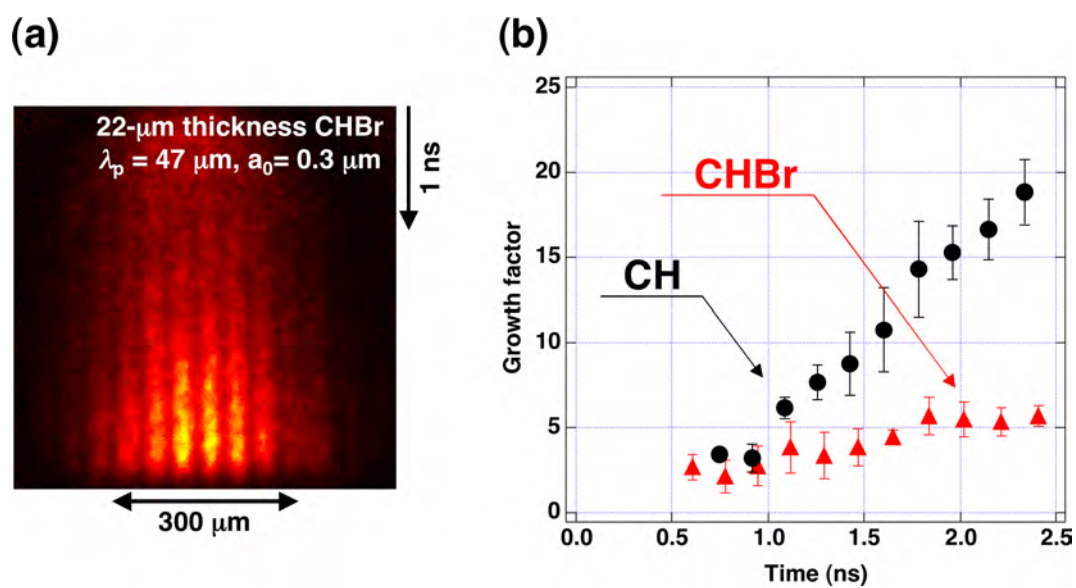 (a)
22-μm thickness CHBr
λp = 47 μm, a0= 0.3 μm
1 ns
300 μm
(b)
25
20
15
10
5
0
Growth factor
CHBr
CH
0.0 0.5 1.0 1.5 2.0 2.5
Time (ns)